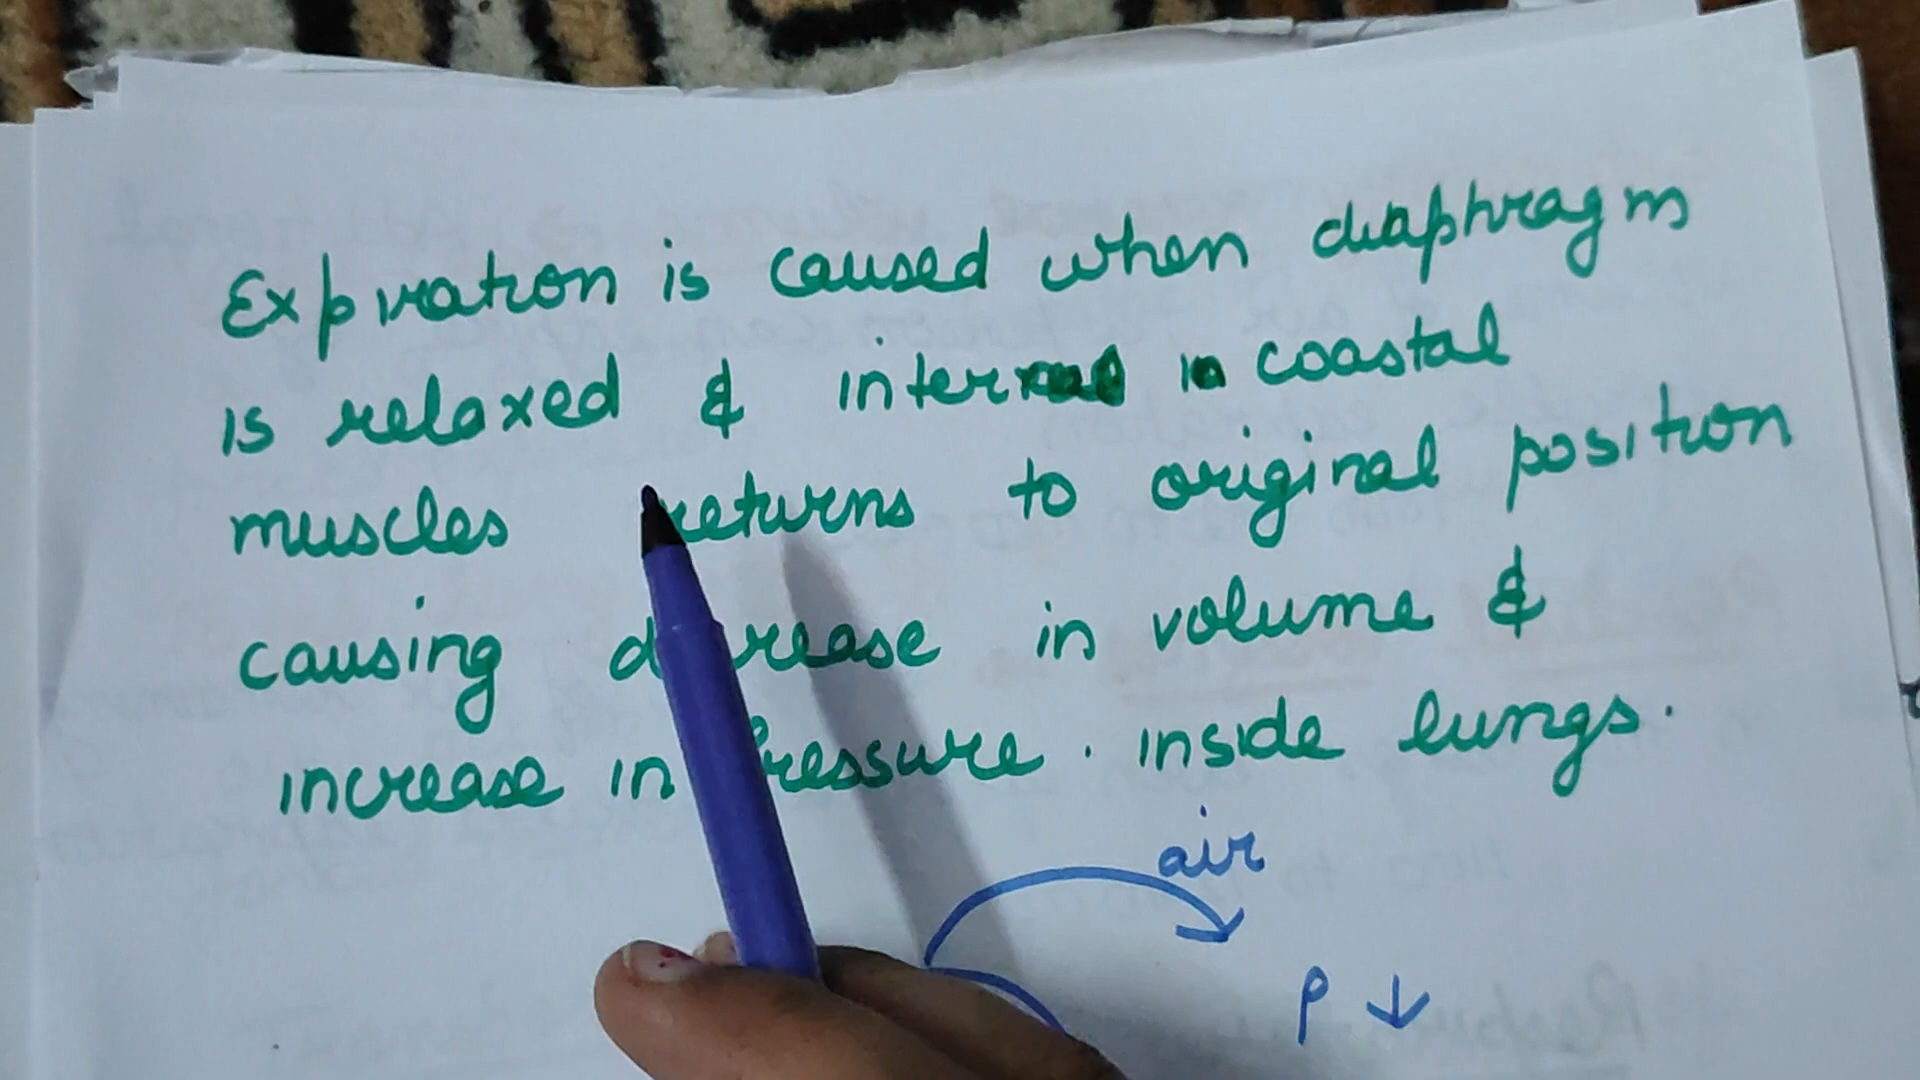 Expiration is caused when diaphragm
is relaxed & inter coastal
muscles returns to original position
causing decrease in volume &
increase in pressure. inside lungs.
air
P ↓